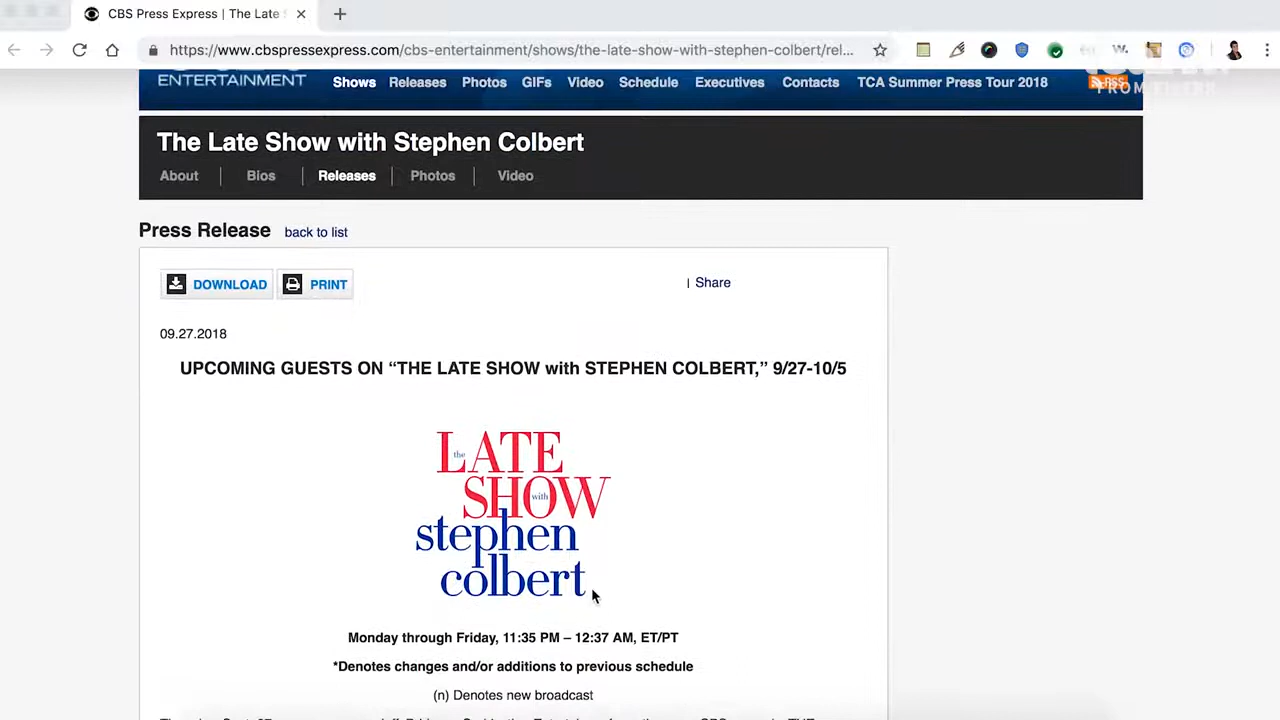 CBS Press Express | The Late
https://www.cbspressexpress.com/cbs-entertainment/shows/the-late-show-with-stephen-colbert/rel...
ENTERTAINMENT
Shows Releases Photos GIFs Video Schedule Executives Contacts TCA Summer Press Tour 2018 RSS
The Late Show with Stephen Colbert
About | Bios | Releases | Photos | Video
Press Release back to list
DOWNLOAD PRINT | Share
09.27.2018
UPCOMING GUESTS ON “THE LATE SHOW with STEPHEN COLBERT,” 9/27-10/5
the LATE
SHOW with
stephen
colbert
Monday through Friday, 11:35 PM – 12:37 AM, ET/PT
*Denotes changes and/or additions to previous schedule
(n) Denotes new broadcast